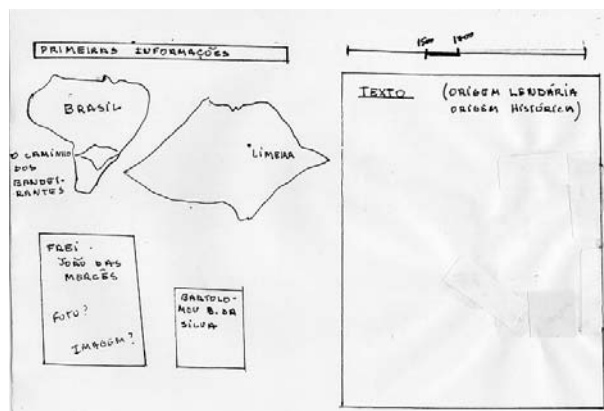 PRIMEIRAS INFORMAÇÕES
BRASIL
O CAMINHO
DOS
BANDEI-
RANTES
LIMEIRA
FREI
JOÃO DAS
MERCÊS
FOTO?
IMAGEM?
BARTOLO-
MEU B. DA
SILVA
1500 1800
TEXTO (ORIGEM LENDÁRIA
ORIGEM HISTÓRICA)